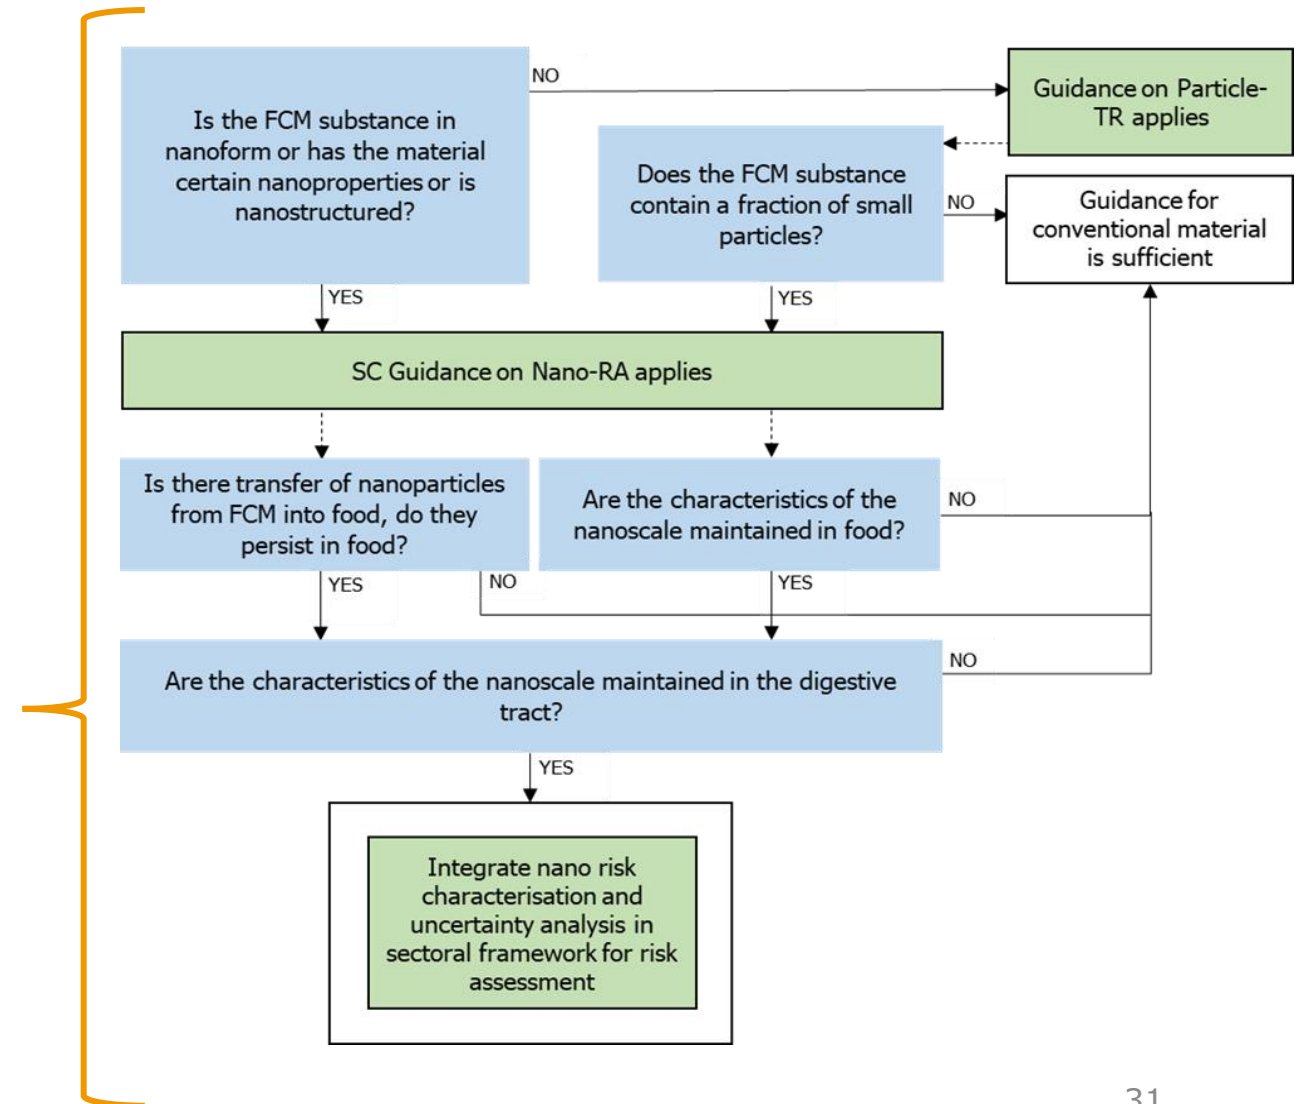 Is the FCM substance in
nanoform or has the material
certain nanoproperties or is
nanostructured?
NO
Guidance on Particle-
TR applies
Does the FCM substance
contain a fraction of small
particles?
NO
Guidance for
conventional material
is sufficient
YES
YES
SC Guidance on Nano-RA applies
Is there transfer of nanoparticles
from FCM into food, do they
persist in food?
Are the characteristics of the
nanoscale maintained in food?
NO
YES
NO
YES
Are the characteristics of the nanoscale maintained in the digestive
tract?
NO
YES
Integrate nano risk
characterisation and
uncertainty analysis in
sectoral framework for risk
assessment
31